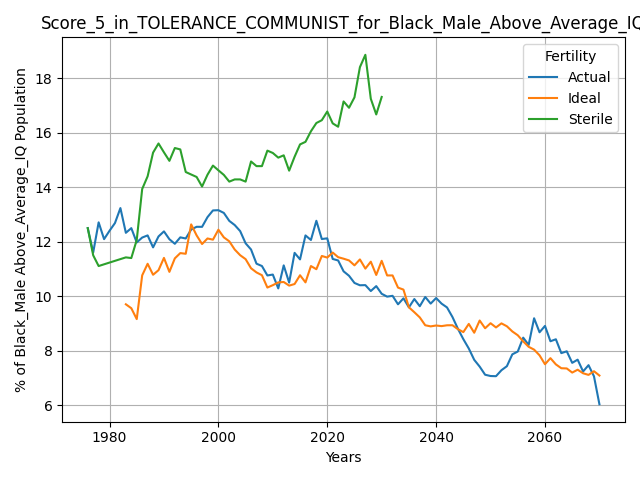 Score_5_in_TOLERANCE_COMMUNIST_for_Black_Male_Above_Average_IQ
% of Black_Male Above_Average_IQ Population
18
16
14
12
10
8
6
1980
2000
2020
2040
2060
Years
Fertility
Actual
Ideal
Sterile